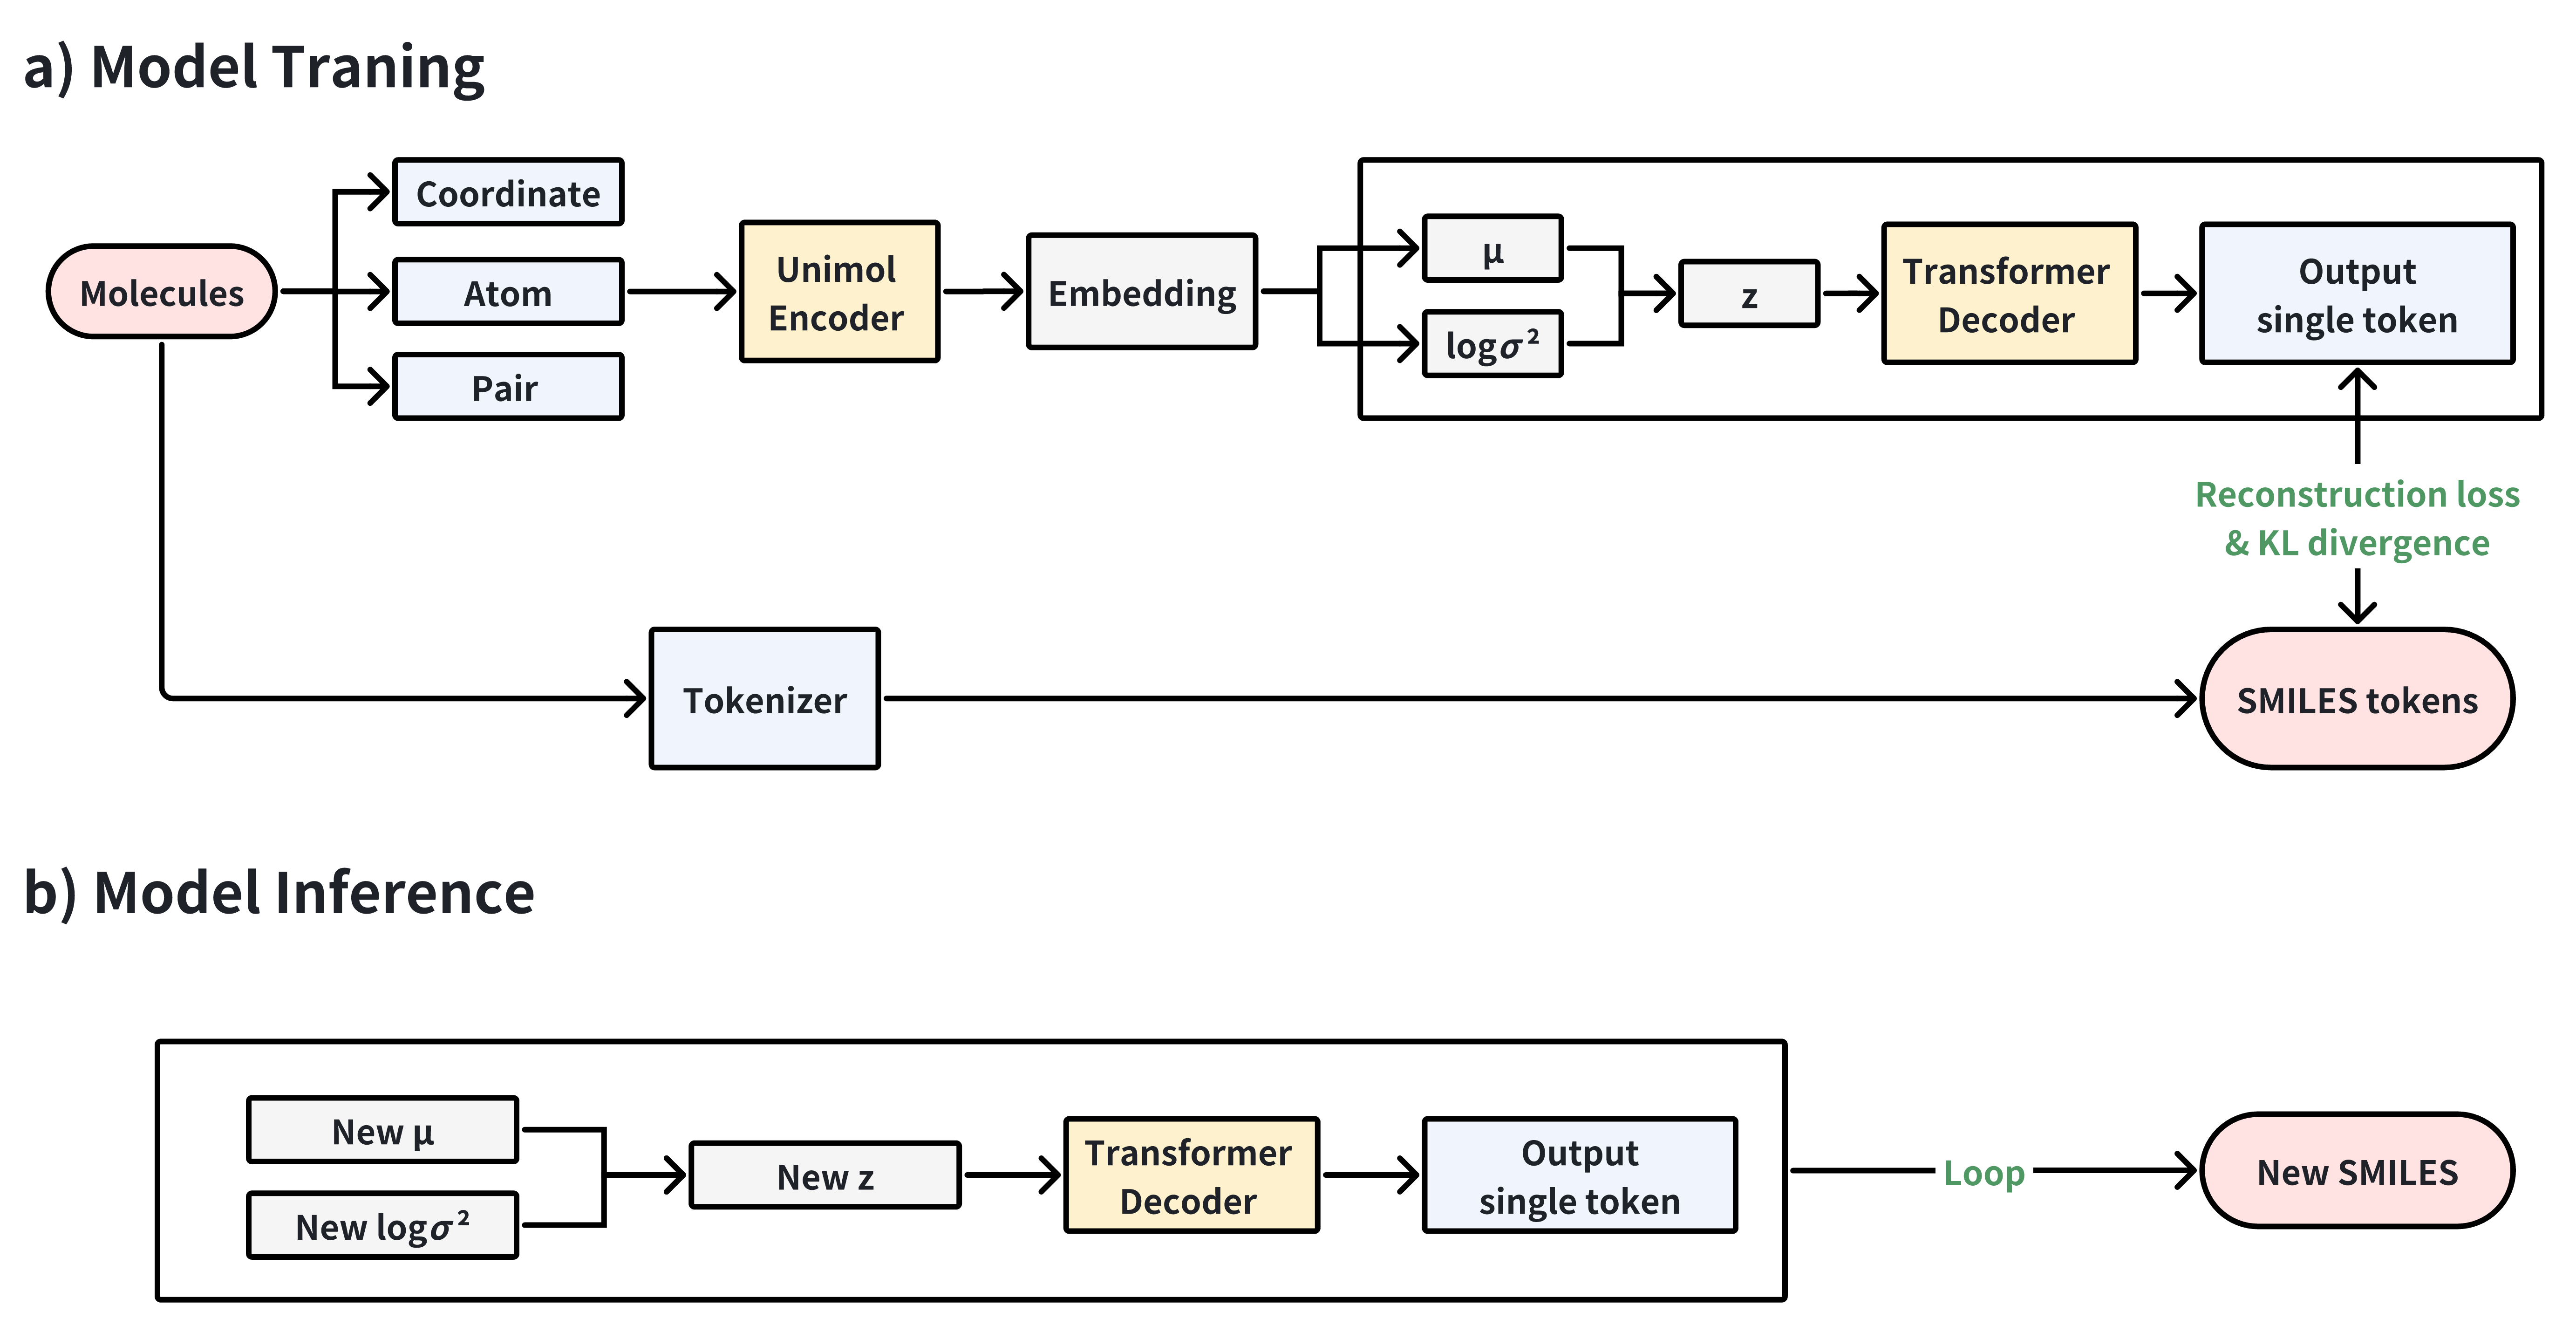 a) Model Traning
Coordinate
Molecules
Atom
Pair
Unimol
Encoder
Embedding
μ
logσ²
z
Transformer
Decoder
Output
single token
Reconstruction loss
& KL divergence
Tokenizer
SMILES tokens
b) Model Inference
New μ
New logσ²
New z
Transformer
Decoder
Output
single token
Loop
New SMILES